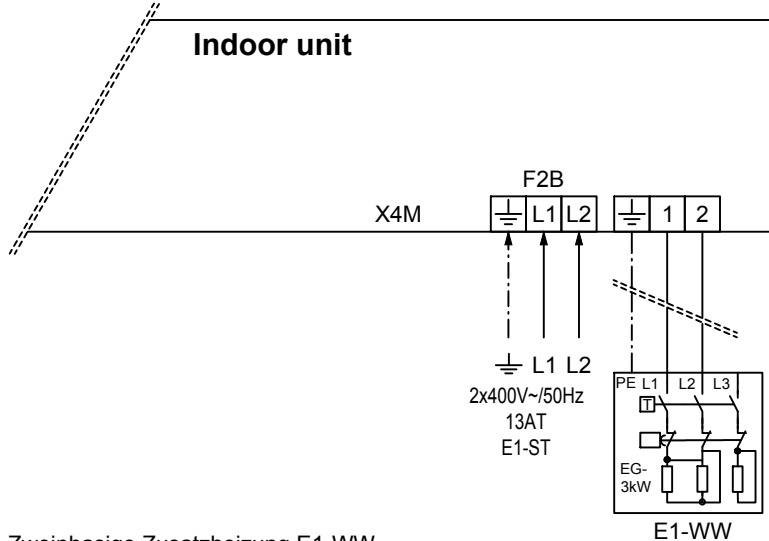 Indoor unit
F2B
X4M L1 L2 1 2
L1 L2
2x400V~/50Hz
13AT
E1-ST
PE L1 L2 L3
T
EG-
3kW
E1-WW
Zweiphasige Zusatzheizung E1-WW